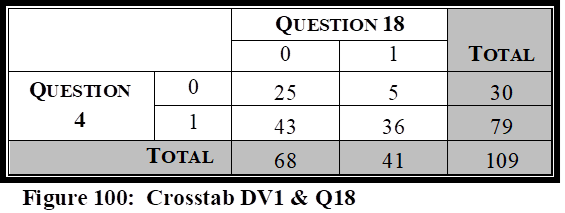 QUESTION 18
0 1 TOTAL
QUESTION 4 0 25 5 30
1 43 36 79
TOTAL 68 41 109
Figure 100: Crosstab DV1 & Q18